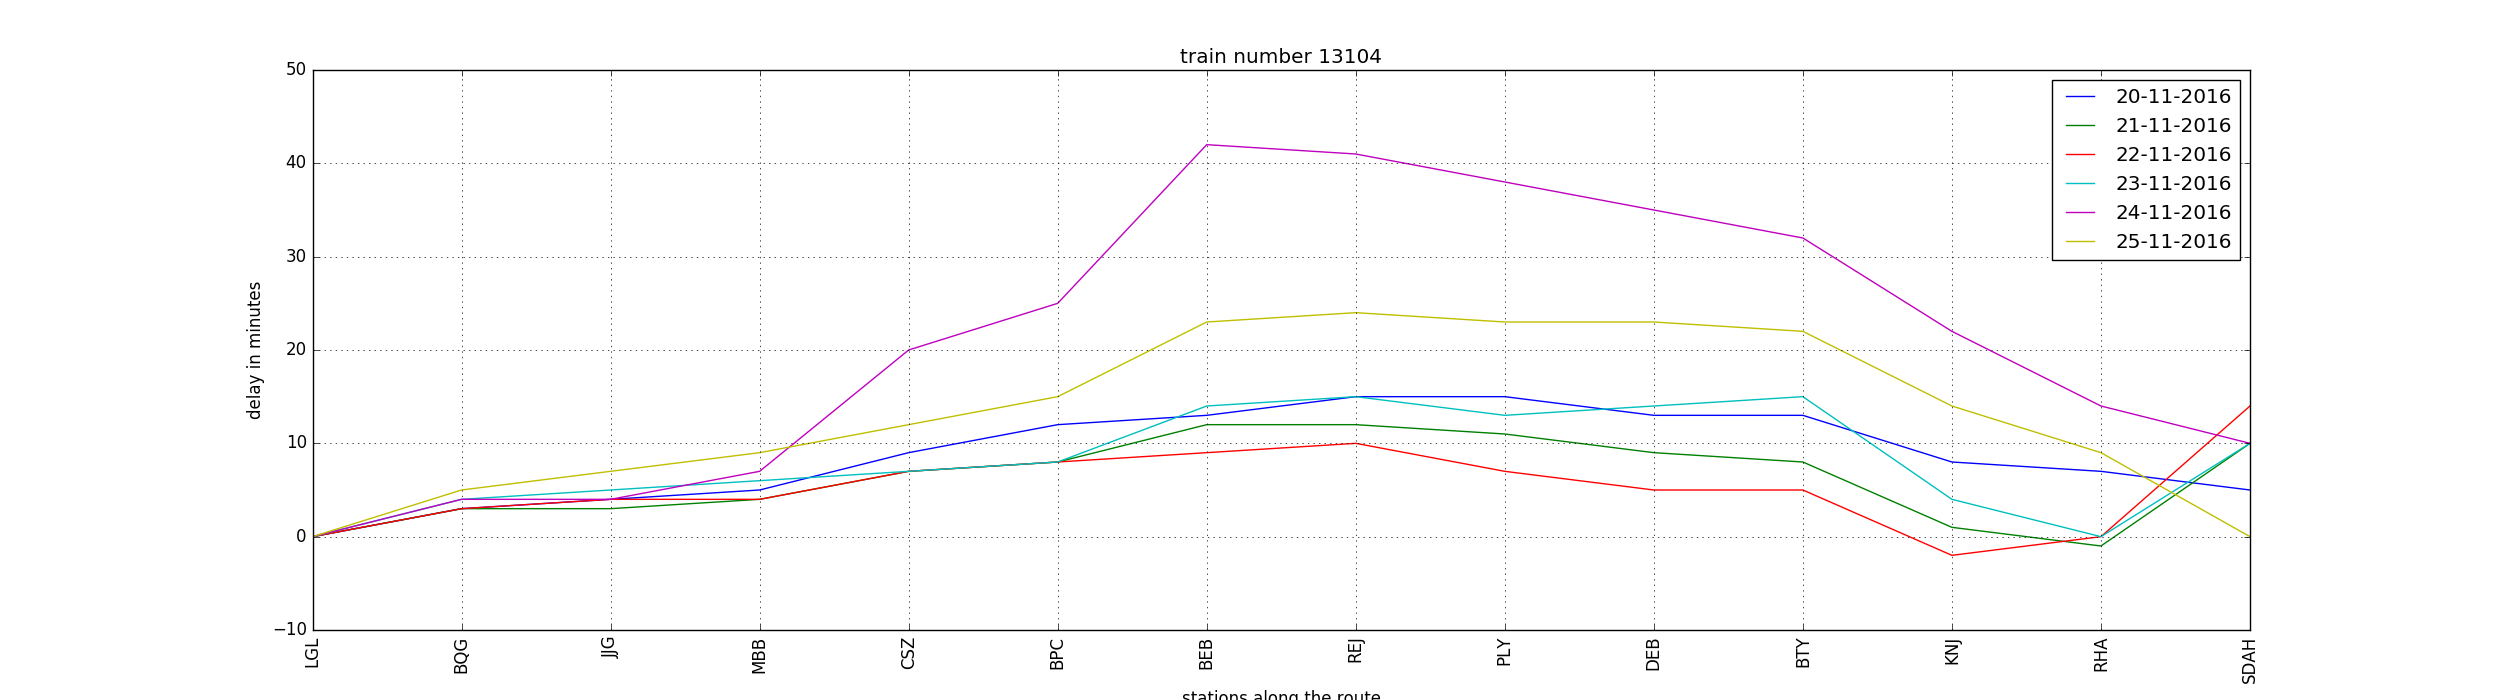 train number 13104
50
40
30
20
10
0
−10
delay in minutes
20-11-2016
21-11-2016
22-11-2016
23-11-2016
24-11-2016
25-11-2016
LGL
BQG
JJG
MBB
CSZ
BPC
BEB
REJ
PLY
DEB
BTY
KNJ
RHA
SDAH
stations along the route